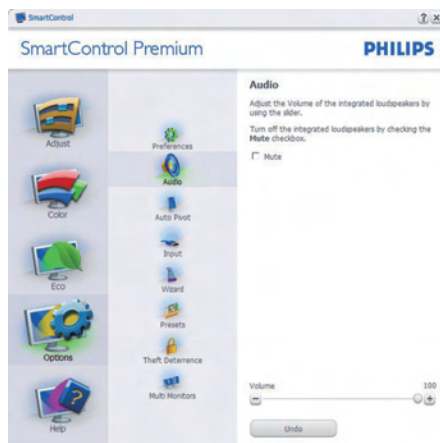 SmartControl
SmartControl Premium
PHILIPS
Adjust
Color
Eco
Options
Help
Preferences
Audio
Auto Pivot
Input
Wizard
Presets
Theft Deterrence
Multi Monitors
Audio
Adjust the Volume of the integrated loudspeakers by
using the slider.
Turn off the integrated loudspeakers by checking the
Mute checkbox.
Mute
Volume 100
Undo